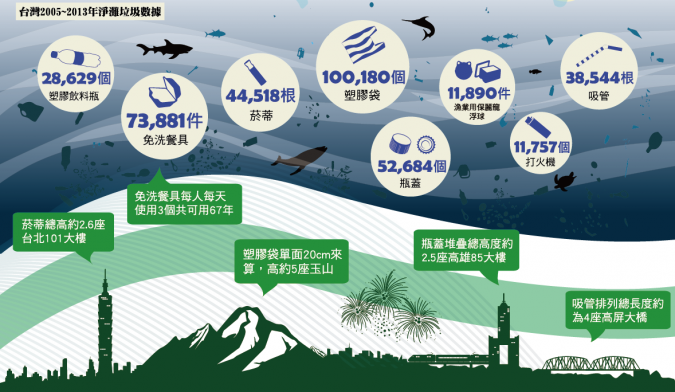 台灣2005~2013年淨灘垃圾數據
28,629個
塑膠飲料瓶
73,881件
免洗餐具
44,518根
菸蒂
100,180個
塑膠袋
11,890件
漁業用保麗龍
浮球
38,544根
吸管
52,684個
瓶蓋
11,757個
打火機
菸蒂總高約2.6座
台北101大樓
免洗餐具每人每天
使用3個共可用67年
塑膠袋單面20cm來
算，高約5座玉山
瓶蓋堆疊總高度約
2.5座高雄85大樓
吸管排列總長度約
為4座高屏大橋